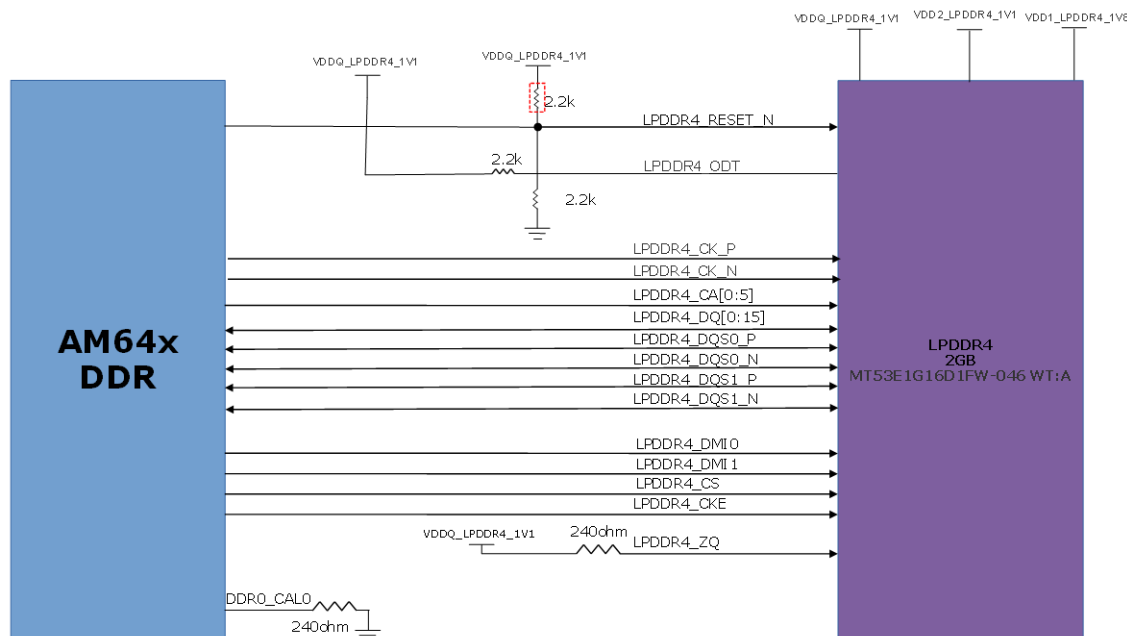 VDDQ_LPDDR4_1V1
VDD2_LPDDR4_1V1
VDD1_LPDDR4_1V8
VDDQ_LPDDR4_1V1
VDDQ_LPDDR4_1V1
2.2k
LPDDR4_RESET_N
2.2k
LPDDR4_ODT
2.2k
LPDDR4_CK_P
LPDDR4_CK_N
LPDDR4_CA[0:5]
LPDDR4_DQ[0:15]
LPDDR4_DQS0_P
LPDDR4_DQS0_N
LPDDR4_DQS1_P
LPDDR4_DQS1_N
AM64x
DDR
LPDDR4
2GB
MT53E1G16D1FW-046 WT:A
LPDDR4_DMI0
LPDDR4_DMI1
LPDDR4_CS
LPDDR4_CKE
VDDQ_LPDDR4_1V1
240ohm
LPDDR4_ZQ
DDR0_CAL0
240ohm